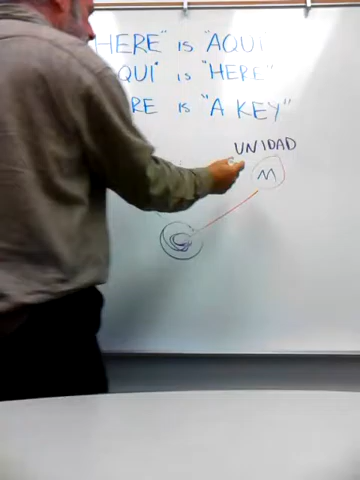 HERE" is "AQUI"
AQUI" is "HERE"
RE is "A KEY"
UNIDAD
M